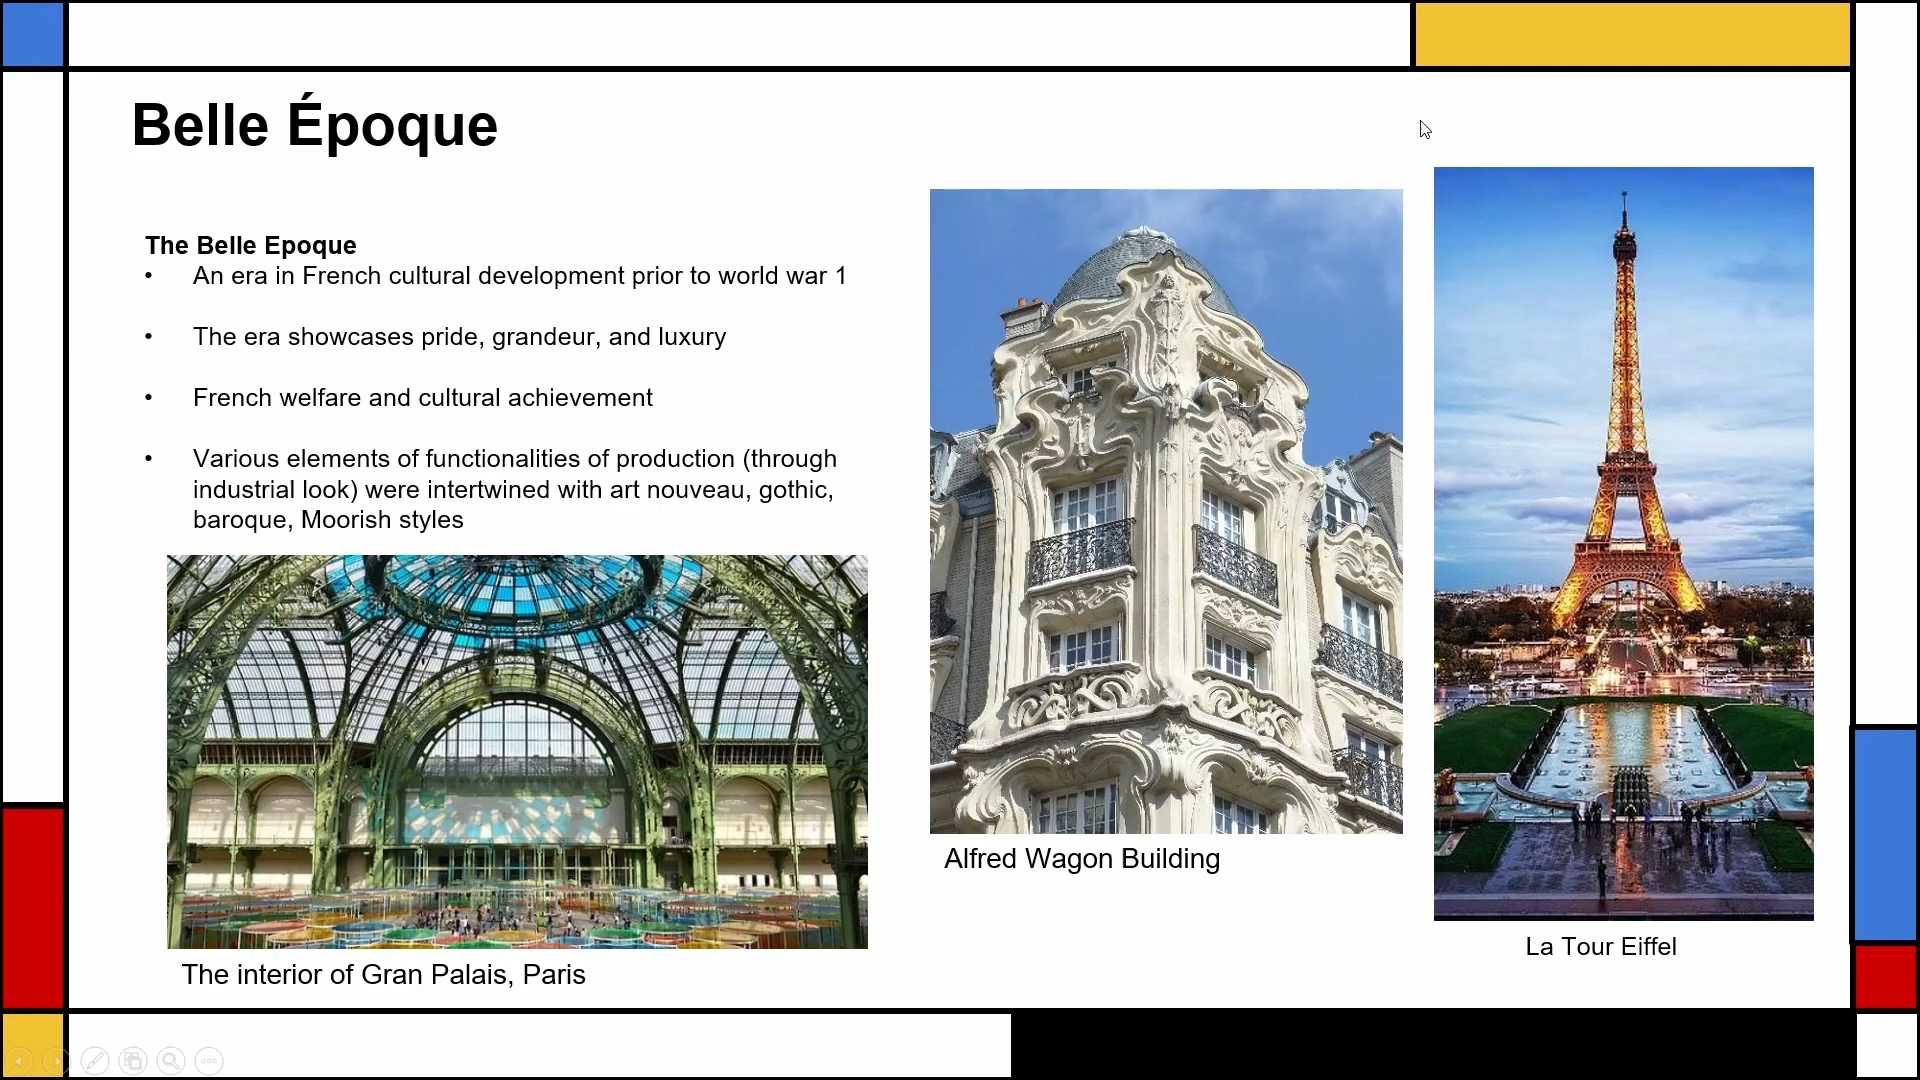 Belle Époque
The Belle Epoque
• An era in French cultural development prior to world war 1
• The era showcases pride, grandeur, and luxury
• French welfare and cultural achievement
• Various elements of functionalities of production (through
industrial look) were intertwined with art nouveau, gothic,
baroque, Moorish styles
The interior of Gran Palais, Paris
Alfred Wagon Building
La Tour Eiffel